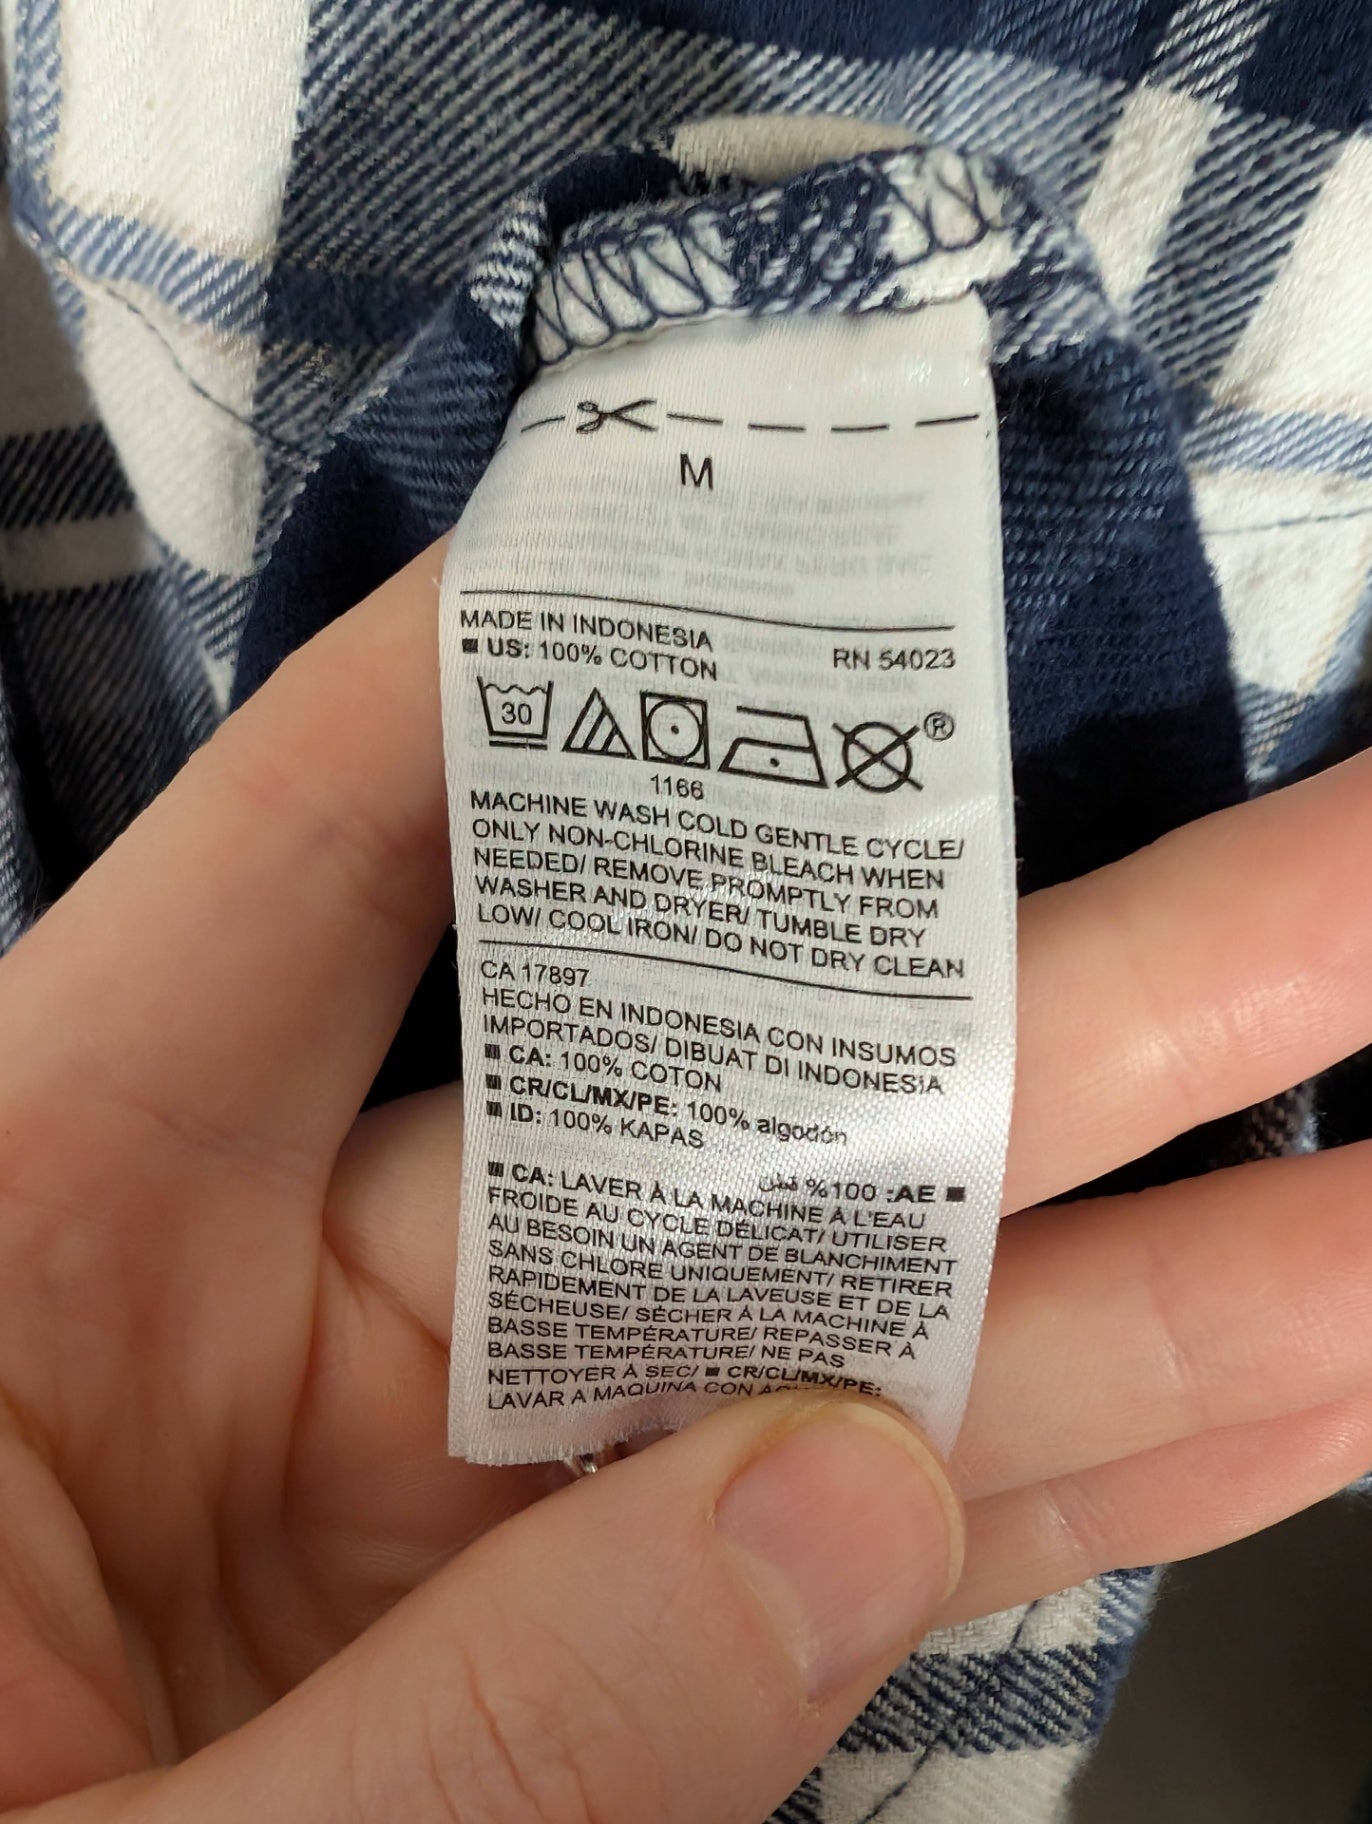 M
MADE IN INDONESIA
US: 100% COTTON RN 54023
30
®
1166
MACHINE WASH COLD GENTLE CYCLE/
ONLY NON-CHLORINE BLEACH WHEN
NEEDED/ REMOVE PROMPTLY FROM
WASHER AND DRYER/ TUMBLE DRY
LOW/ COOL IRON/ DO NOT DRY CLEAN
CA 17897
HECHO EN INDONESIA CON INSUMOS
IMPORTADOS/ DIBUAT DI INDONESIA
CA: 100% COTON
CR/CL/MX/PE: 100% algodón
ID: 100% KAPAS
AE: 100% قطن
CA: LAVER À LA MACHINE À L'EAU
FROIDE AU CYCLE DÉLICAT/ UTILISER
AU BESOIN UN AGENT DE BLANCHIMENT
SANS CHLORE UNIQUEMENT/ RETIRER
RAPIDEMENT DE LA LAVEUSE ET DE LA
SÉCHEUSE/ SÉCHER À LA MACHINE À
BASSE TEMPÉRATURE/ REPASSER À
BASSE TEMPÉRATURE/ NE PAS
NETTOYER À SEC/ CR/CL/MX/PE:
LAVAR A MAQUINA CON